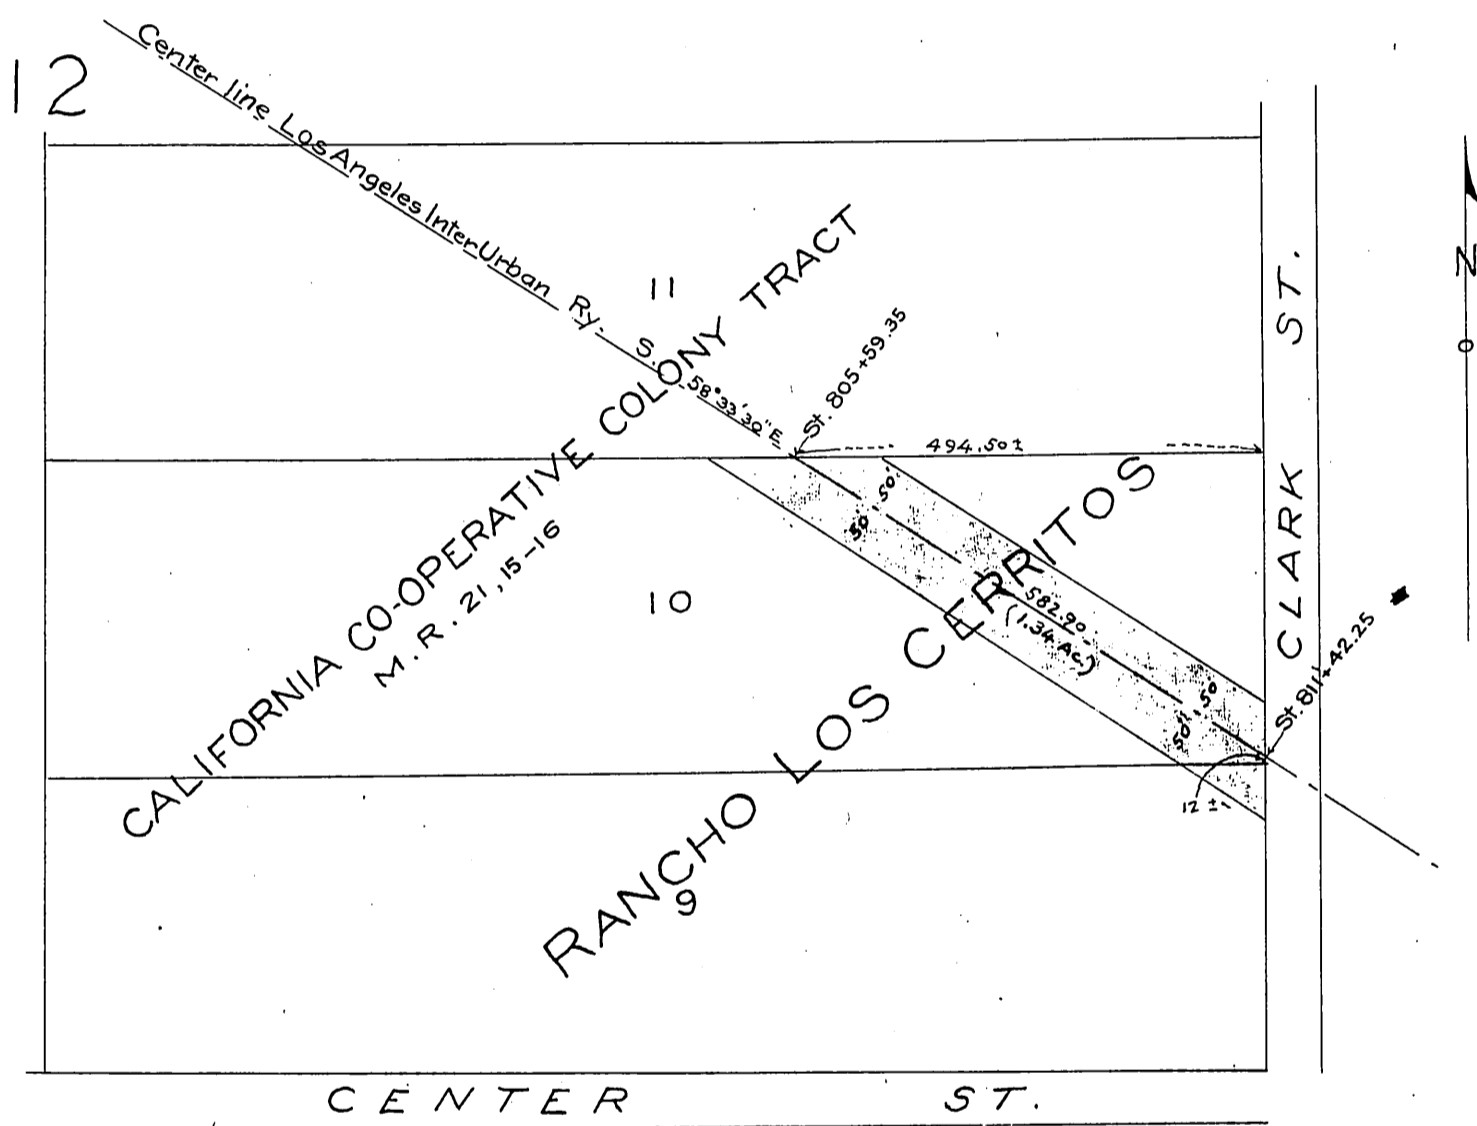 12
Center line Los Angeles InterUrban Ry. S. 58°33'30"E
11
CALIFORNIA CO-OPERATIVE COLONY TRACT
M.R. 21, 15-16
St. 805+59.35
494.50±
N
CLARK ST.
50' 50'
10
582.90
(1.34 Ac.)
RANCHO LOS CERRITOS
50' 50'
St. 811+42.25
12±
9
CENTER ST.